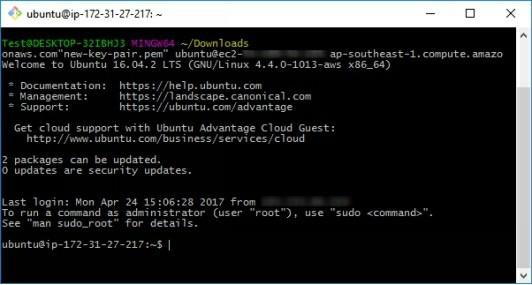 ubuntu@ip-172-31-27-217: ~
Test@DESKTOP-32IBHJ3 MINGW64 ~/Downloads
onaws.com"new-key-pair.pem" ubuntu@ec2- ap-southeast-1.compute.amazo
Welcome to Ubuntu 16.04.2 LTS (GNU/Linux 4.4.0-1013-aws x86_64)
* Documentation: https://help.ubuntu.com
* Management: https://landscape.canonical.com
* Support: https://ubuntu.com/advantage
Get cloud support with Ubuntu Advantage Cloud Guest:
http://www.ubuntu.com/business/services/cloud
2 packages can be updated.
0 updates are security updates.
Last login: Mon Apr 24 15:06:28 2017 from
To run a command as administrator (user "root"), use "sudo <command>".
See "man sudo_root" for details.
ubuntu@ip-172-31-27-217:~$